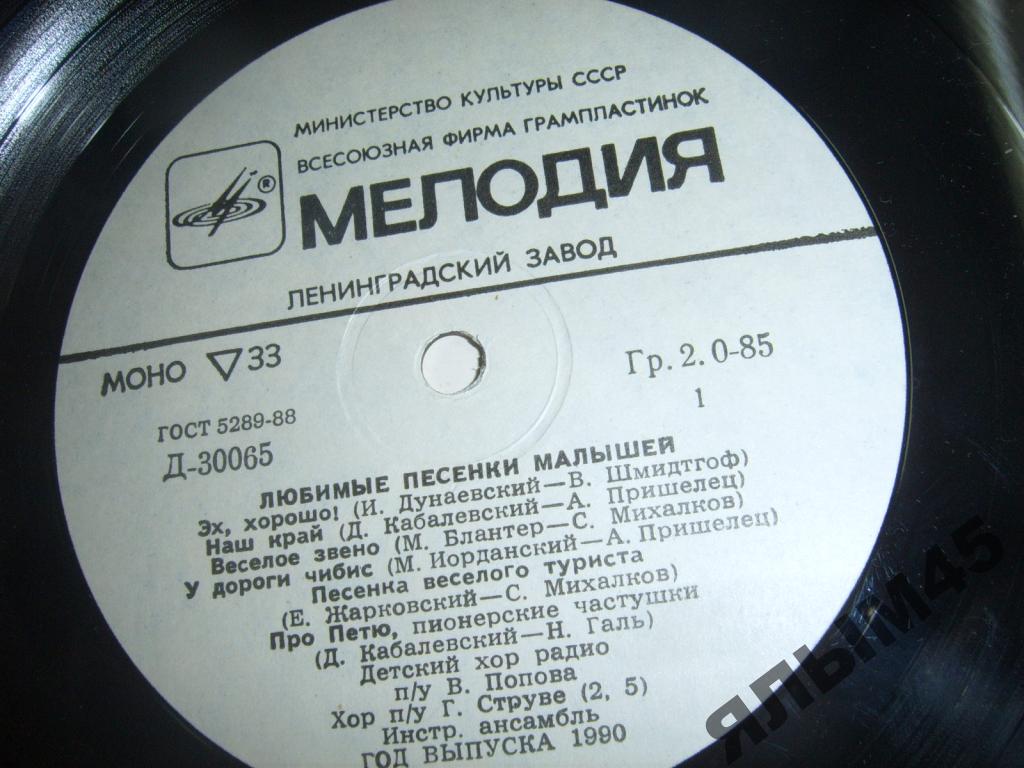 МИНИСТЕРСТВО КУЛЬТУРЫ СССР
ВСЕСОЮЗНАЯ ФИРМА ГРАМПЛАСТИНОК
®
МЕЛОДИЯ
ЛЕНИНГРАДСКИЙ ЗАВОД
МОНО ▽ 33
Гр. 2. 0-85
ГОСТ 5289-88
1
Д-30065
ЛЮБИМЫЕ ПЕСЕНКИ МАЛЫШЕЙ
Эх, хорошо! (И. Дунаевский—В. Шмидтгоф)
Наш край (Д. Кабалевский—А. Пришелец)
Веселое звено (М. Блантер—С. Михалков)
У дороги чибис (М. Иорданский—А. Пришелец)
Песенка веселого туриста
(Е. Жарковский—С. Михалков)
Про Петю, пионерские частушки
(Д. Кабалевский—Н. Галь)
Детский хор радио
п/у В. Попова
Хор п/у Г. Струве (2, 5)
Инстр. ансамбль
ГОД ВЫПУСКА 1990
ЯЛЫМ45